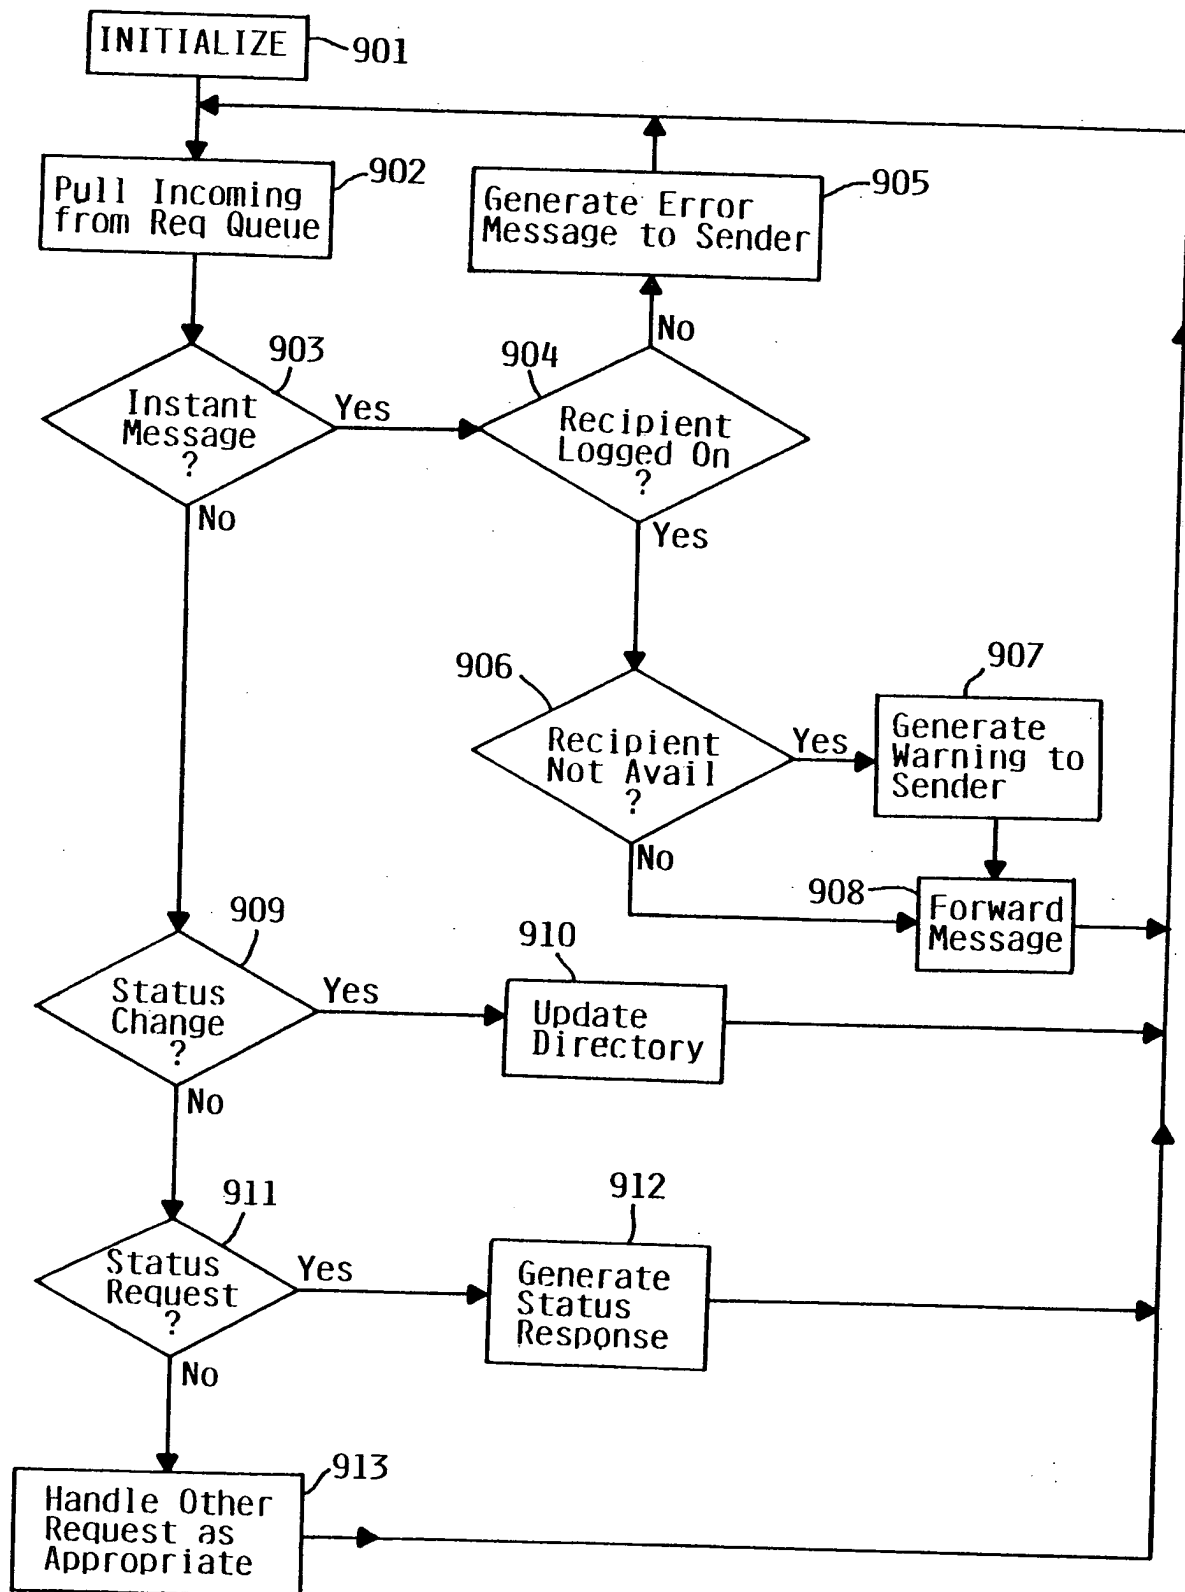 INITIALIZE
901
Pull Incoming
from Req Queue
902
Generate Error
Message to Sender
905
No
903
Instant
Message
?
Yes
904
Recipient
Logged On
?
No
Yes
906
Recipient
Not Avail
?
Yes
907
Generate
Warning to
Sender
No
908
Forward
Message
909
Status
Change
?
Yes
910
Update
Directory
No
911
Status
Request
?
Yes
912
Generate
Status
Response
No
913
Handle Other
Request as
Appropriate